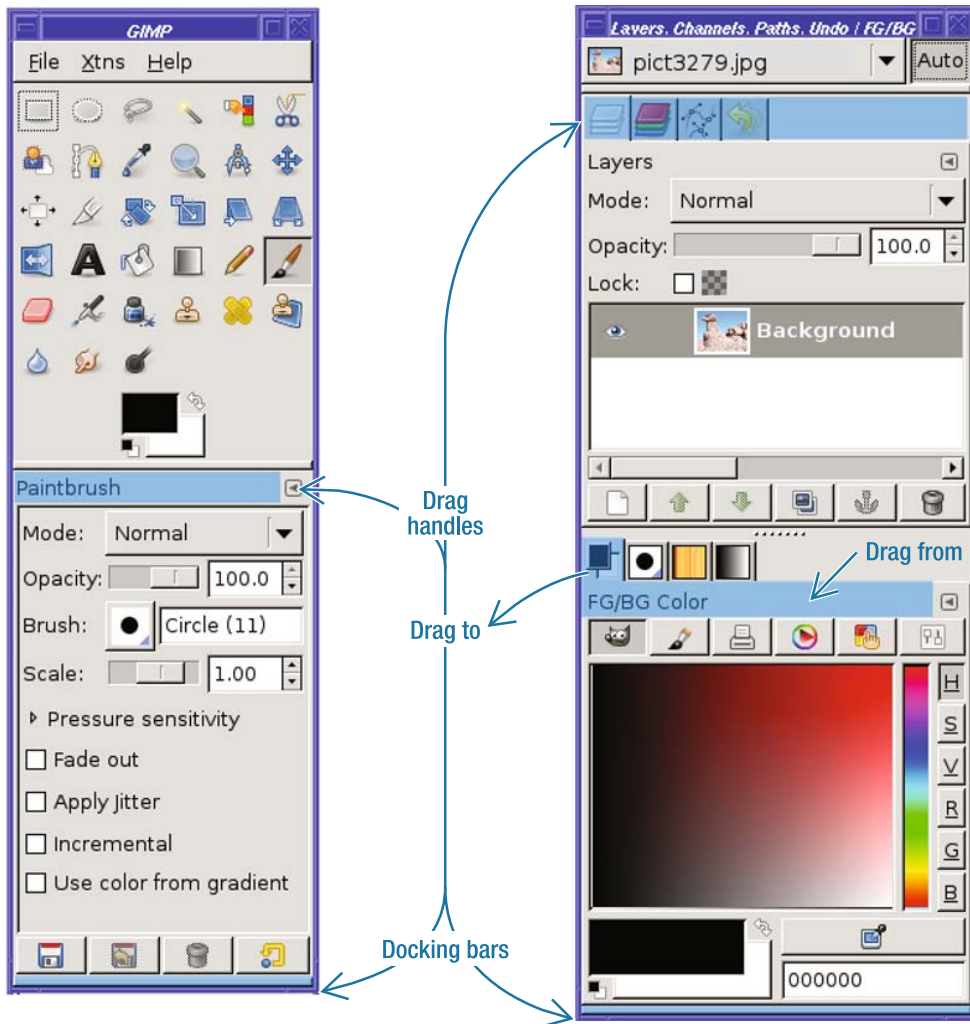 GIMP
File Xtns Help
Paintbrush
Mode: Normal
Opacity: 100.0
Brush: Circle (11)
Scale: 1.00
Pressure sensitivity
Fade out
Apply Jitter
Incremental
Use color from gradient
Drag
handles
Drag to
Docking bars
Layers, Channels, Paths, Undo / FG/BG
pict3279.jpg Auto
Layers
Mode: Normal
Opacity: 100.0
Lock:
Background
Drag from
FG/BG Color
H
S
V
R
G
B
000000